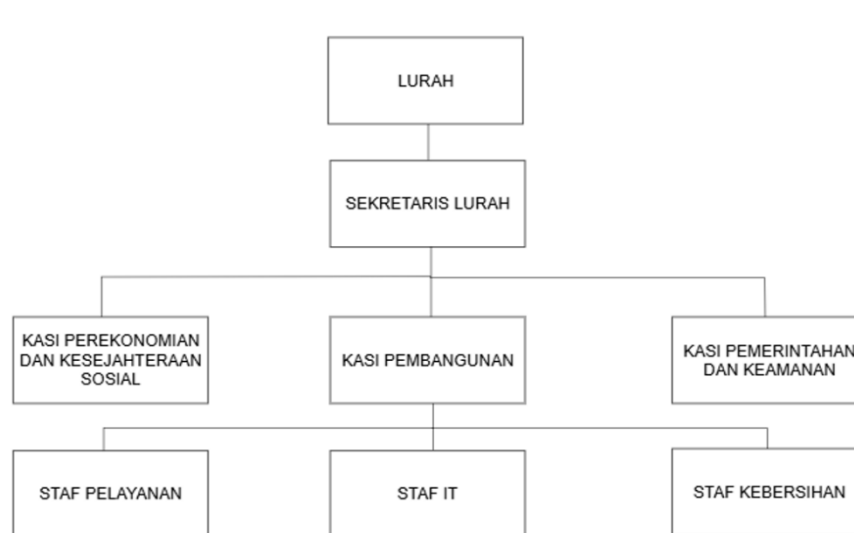 LURAH
SEKRETARIS LURAH
KASI PEREKONOMIAN
DAN KESEJAHTERAAN
SOSIAL
KASI PEMBANGUNAN
KASI PEMERINTAHAN
DAN KEAMANAN
STAF PELAYANAN
STAF IT
STAF KEBERSIHAN